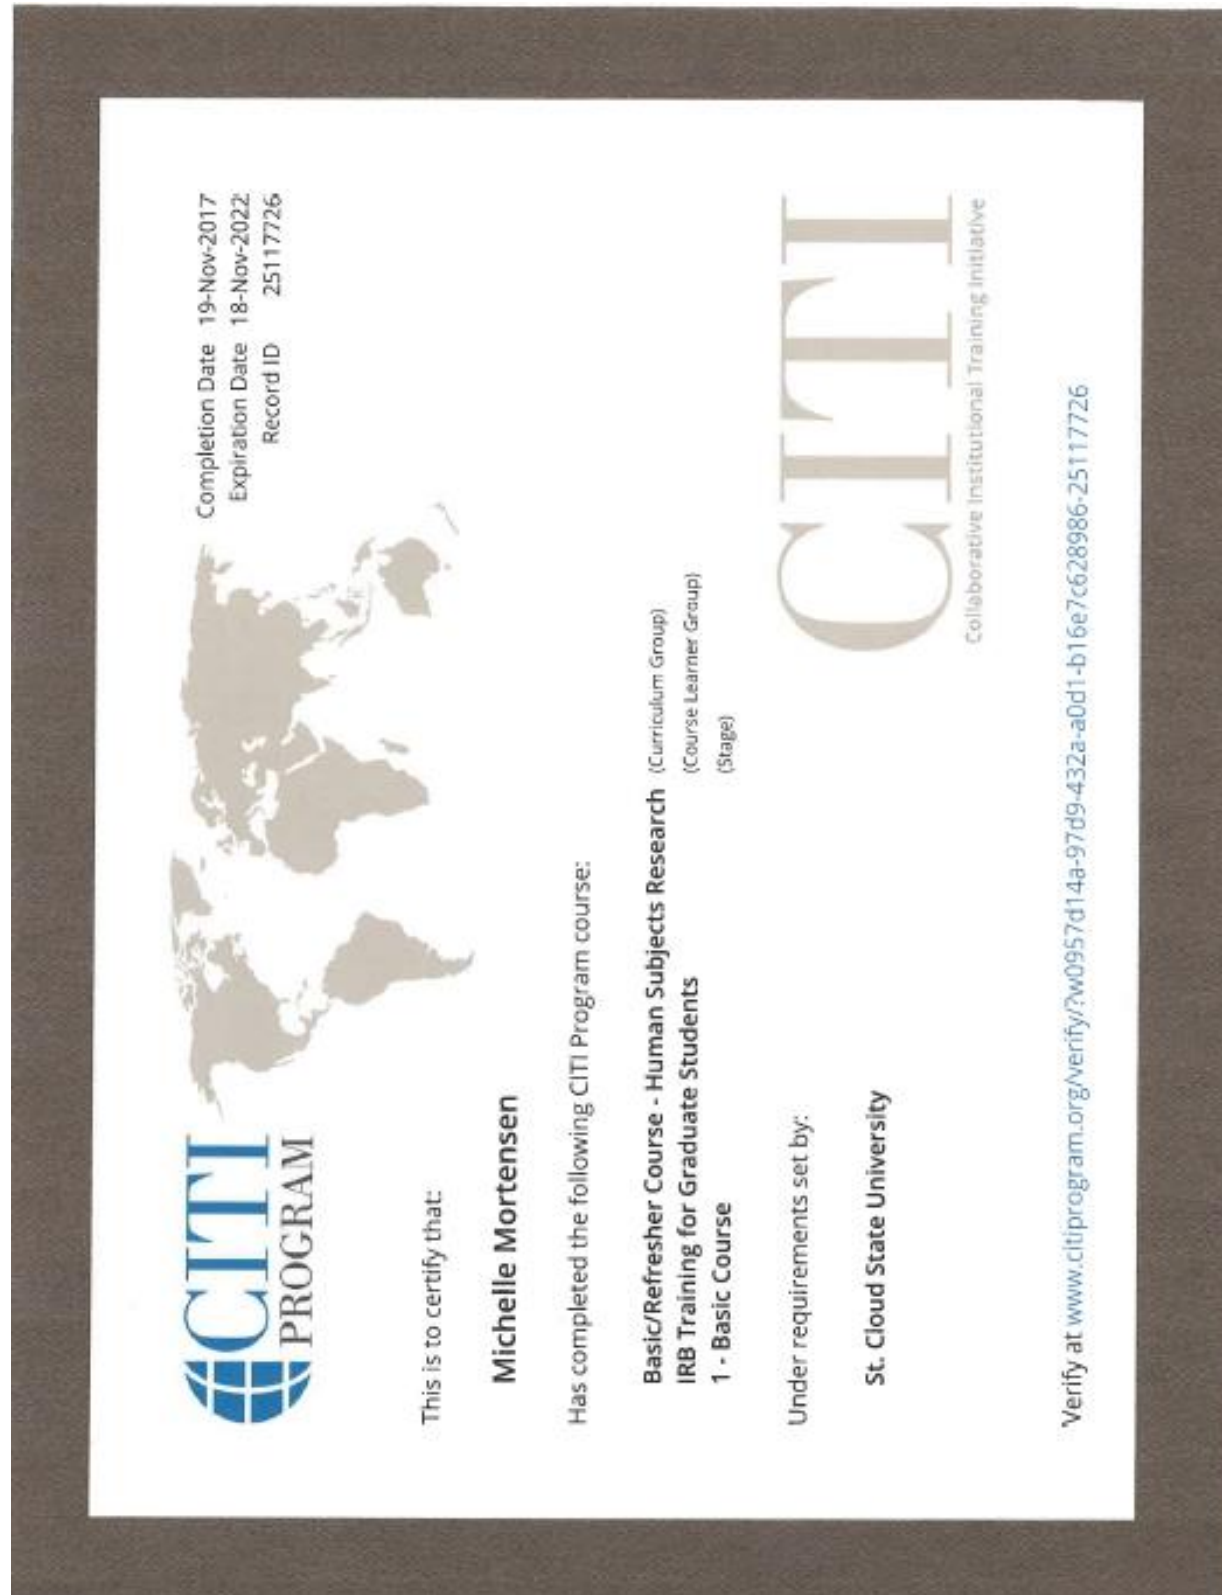 CITI
PROGRAM
Completion Date 19-Nov-2017
Expiration Date 18-Nov-2022
Record ID 25117726
This is to certify that:
Michelle Mortensen
Has completed the following CITI Program course:
Basic/Refresher Course - Human Subjects Research (Curriculum Group)
IRB Training for Graduate Students (Course Learner Group)
1 - Basic Course (Stage)
Under requirements set by:
St. Cloud State University
CITI
Collaborative Institutional Training Initiative
Verify at www.citiprogram.org/verify/?w0957d14a-97d9-432a-a0d1-b16e7c628986-25117726